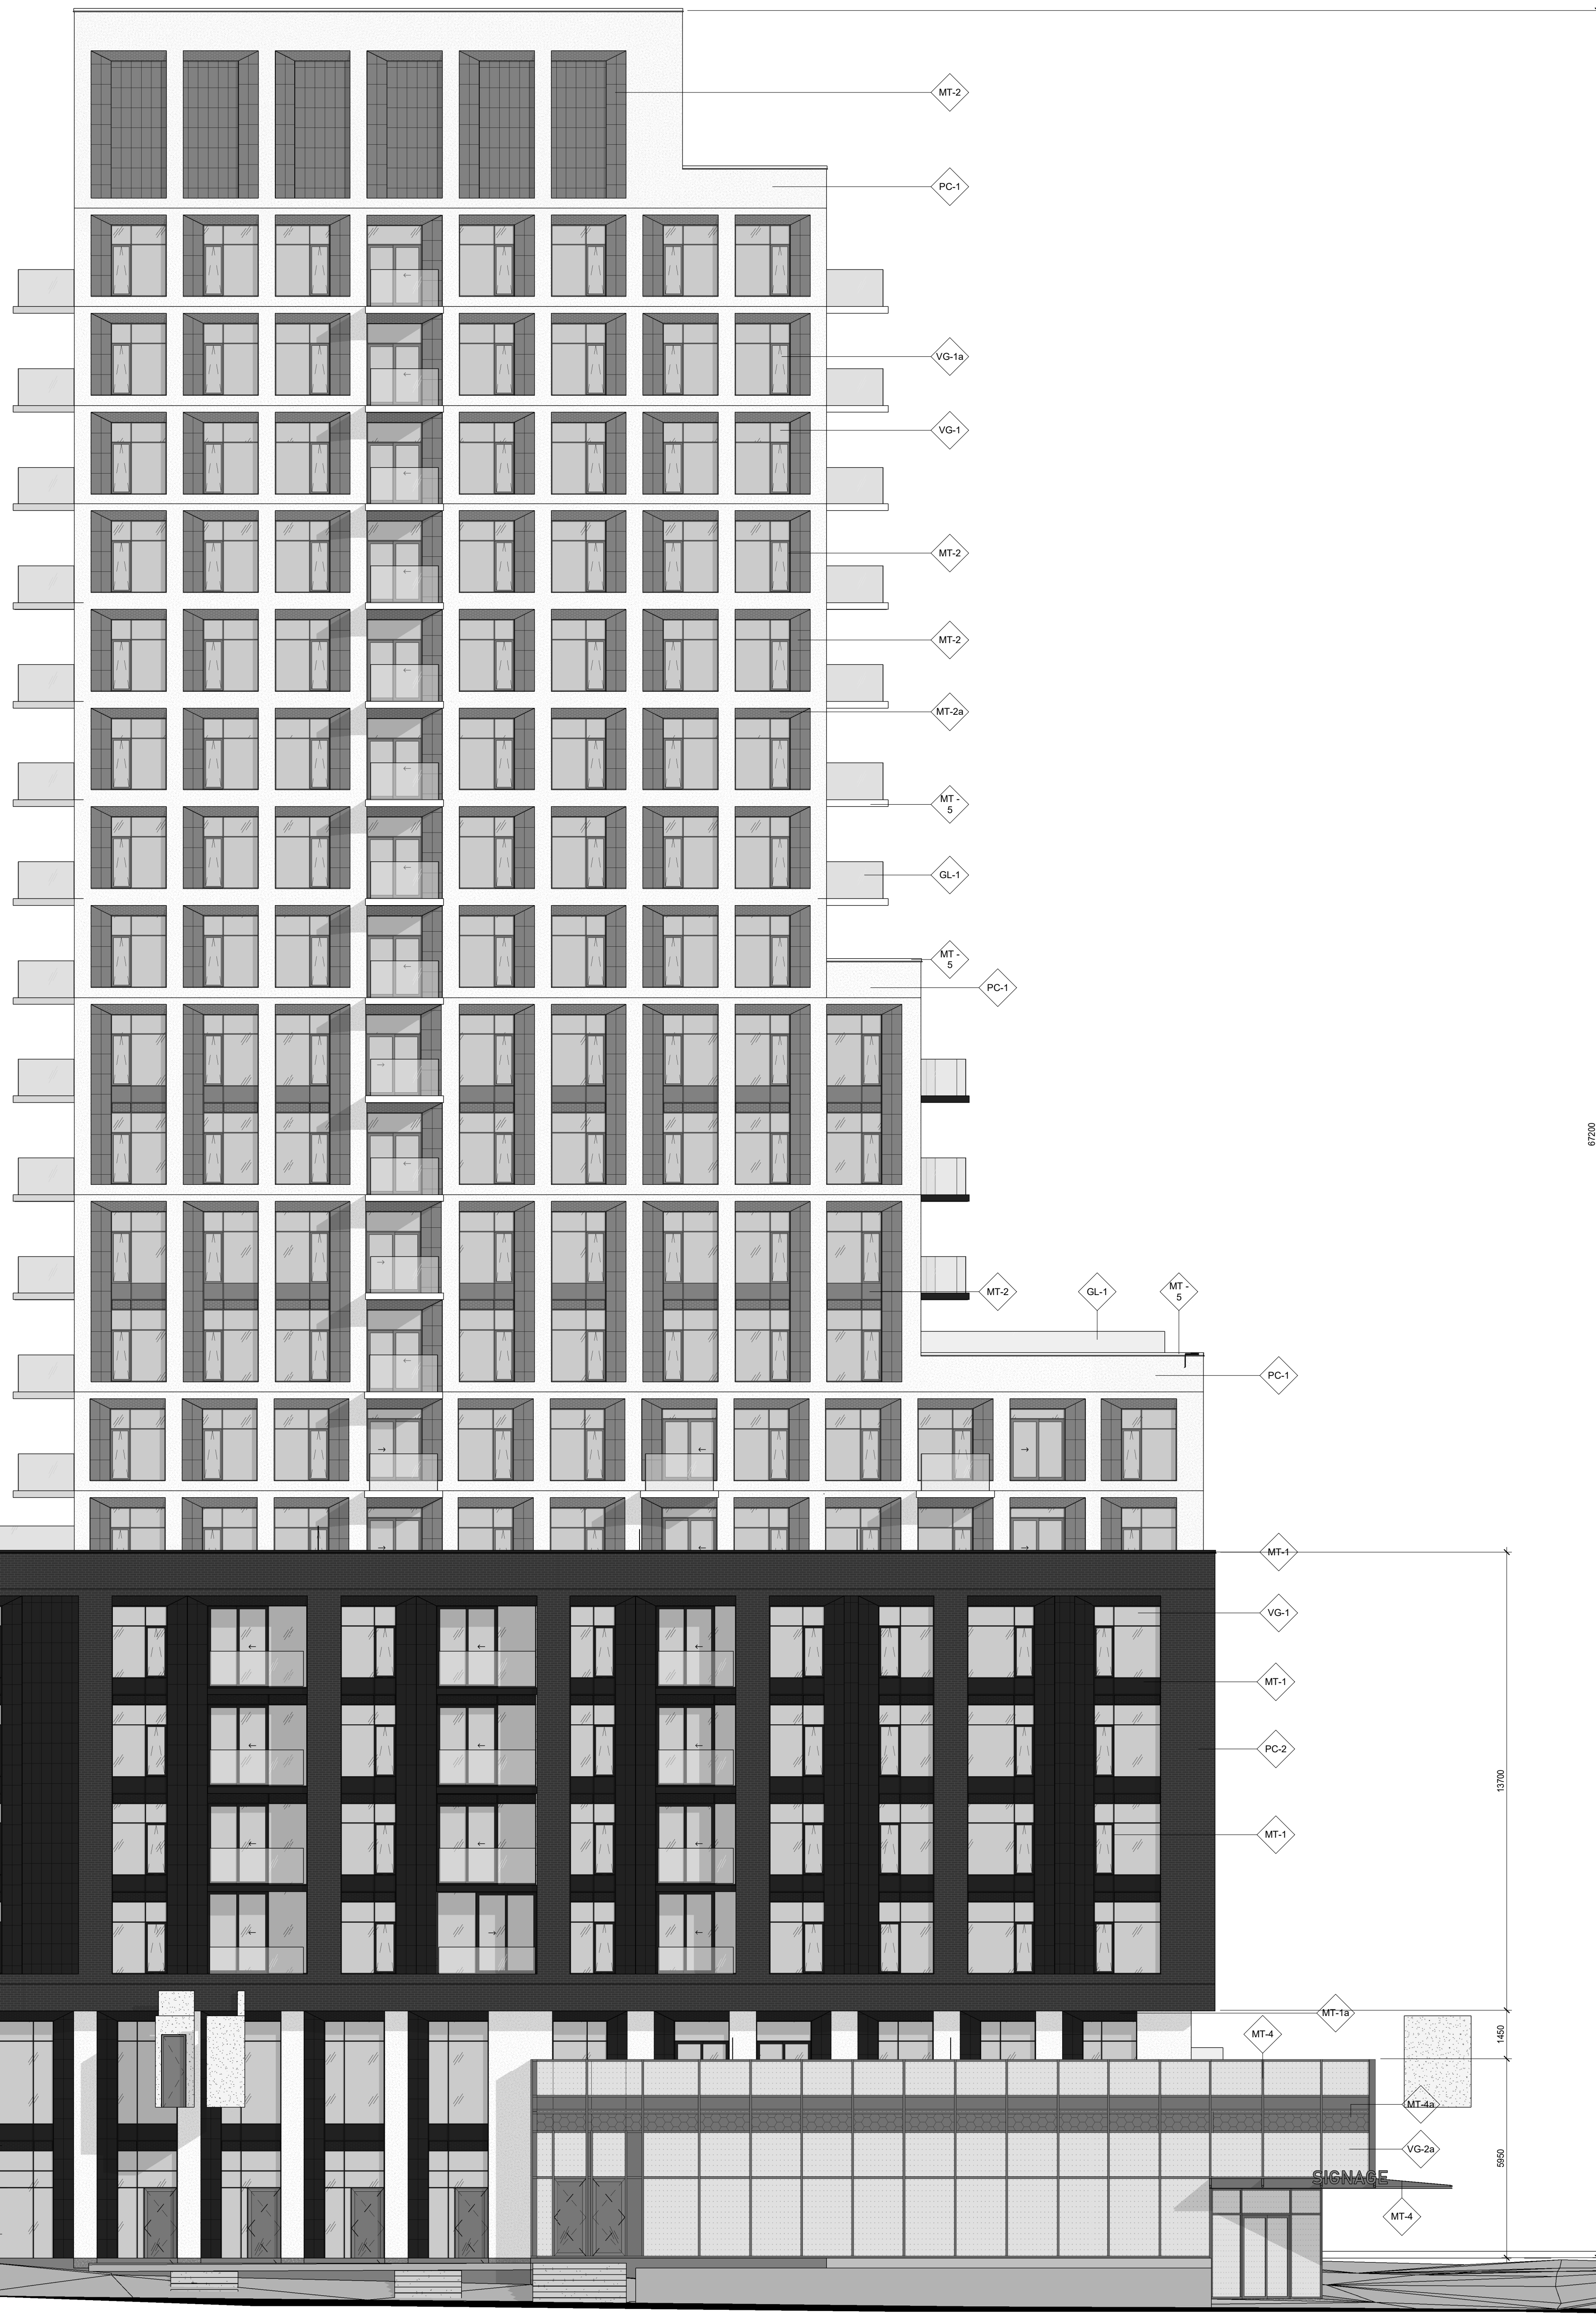 MT-2
PC-1
VG-1a
VG-1
MT-2
MT-2
MT-2a
MT -
5
GL-1
MT -
5
PC-1
67200
MT-2
GL-1
MT -
5
PC-1
MT-1
VG-1
MT-1
PC-2
13700
MT-1
MT-1a
MT-4
1450
MT-4a
VG-2a
5950
SIGNAGE
MT-4